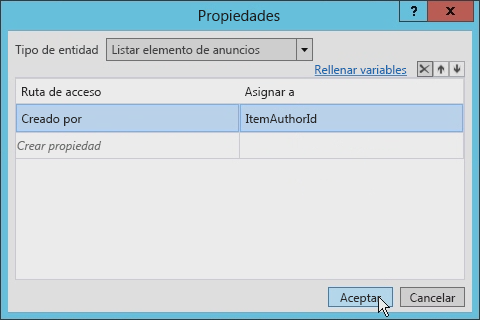 Propiedades
?
Tipo de entidad Listar elemento de anuncios
Rellenar variables
Ruta de acceso Asignar a
Creado por ItemAuthorId
Crear propiedad
Aceptar Cancelar